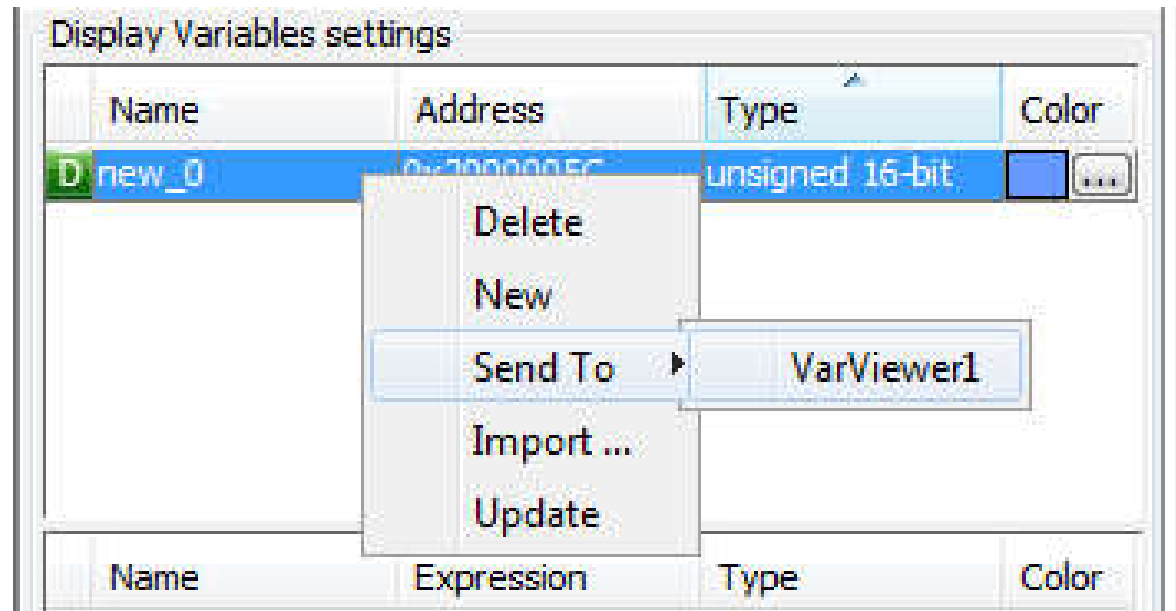 Display Variables settings
Name Address Type Color
D new_0 unsigned 16-bit ...
Delete
New
Send To VarViewer1
Import ...
Update
Name Expression Type Color